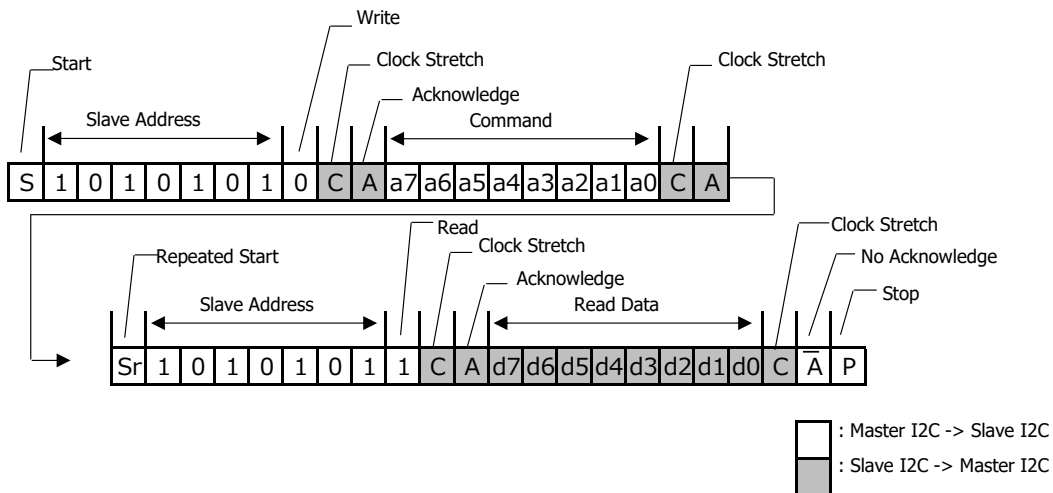 Write
Start
Clock Stretch
Clock Stretch
Acknowledge
Slave Address
Command
S 1 0 1 0 1 0 1 0 C A a7 a6 a5 a4 a3 a2 a1 a0 C A
Read
Clock Stretch
Repeated Start
Clock Stretch
No Acknowledge
Acknowledge
Stop
Slave Address
Read Data
Sr 1 0 1 0 1 0 1 1 C A d7 d6 d5 d4 d3 d2 d1 d0 C A̅ P
: Master I2C -> Slave I2C
: Slave I2C -> Master I2C